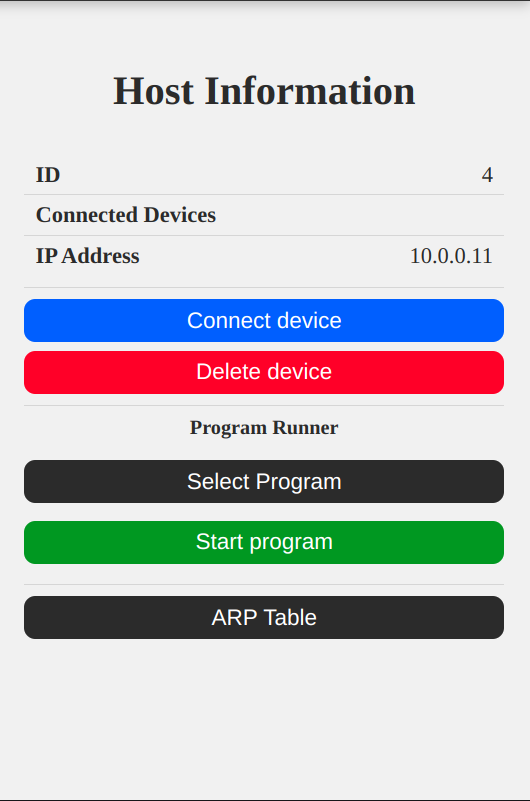 Host Information
ID 4
Connected Devices
IP Address 10.0.0.11
Connect device
Delete device
Program Runner
Select Program
Start program
ARP Table